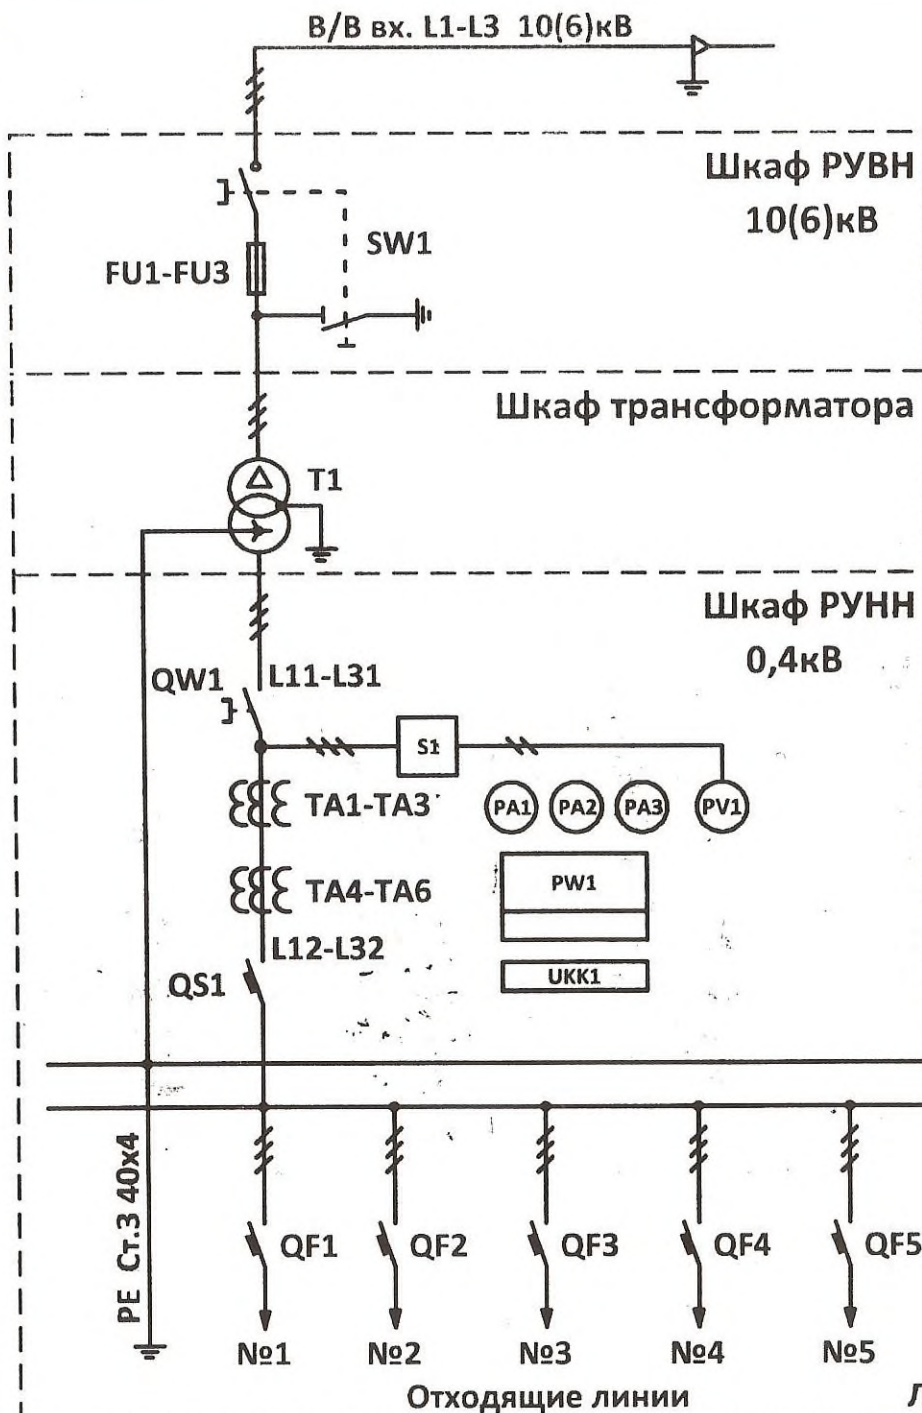 В/В вх. L1-L3 10(6)кВ
Шкаф РУВН
10(6)кВ
SW1
FU1-FU3
Шкаф трансформатора
T1
Шкаф РУНН
0,4кВ
QW1
L11-L31
S1
TA1-TA3
PA1
PA2
PA3
PV1
TA4-TA6
PW1
L12-L32
QS1
UKK1
PE Ст.3 40x4
QF1
QF2
QF3
QF4
QF5
№1
№2
№3
№4
№5
Отходящие линии